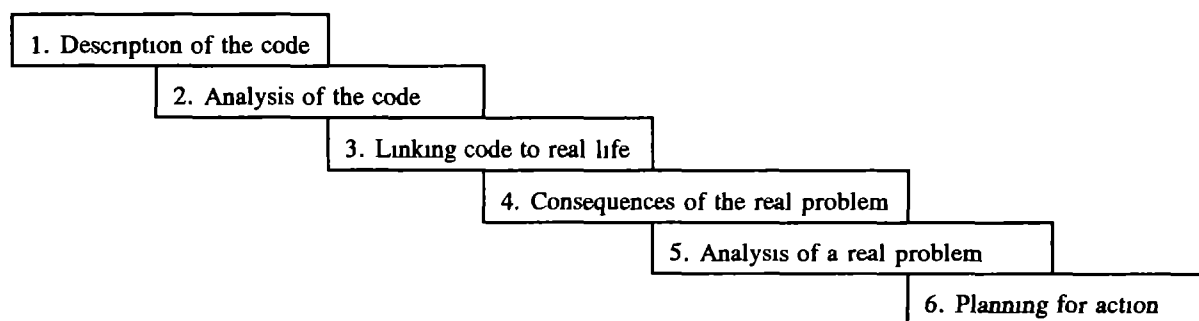 1. Description of the code
2. Analysis of the code
3. Linking code to real life
4. Consequences of the real problem
5. Analysis of a real problem
6. Planning for action